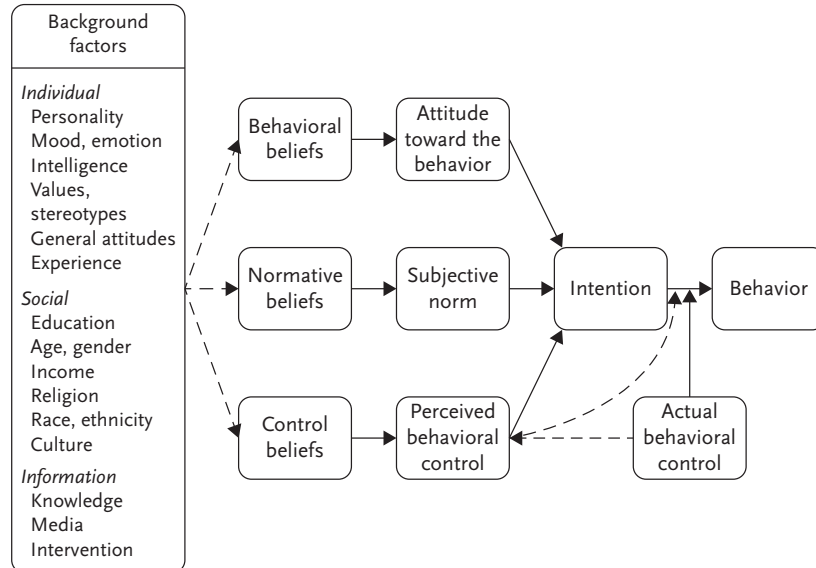 Background
factors
Individual
Personality
Mood, emotion
Intelligence
Values,
stereotypes
General attitudes
Experience
Social
Education
Age, gender
Income
Religion
Race, ethnicity
Culture
Information
Knowledge
Media
Intervention
Behavioral
beliefs
Attitude
toward the
behavior
Normative
beliefs
Subjective
norm
Intention
Behavior
Control
beliefs
Perceived
behavioral
control
Actual
behavioral
control